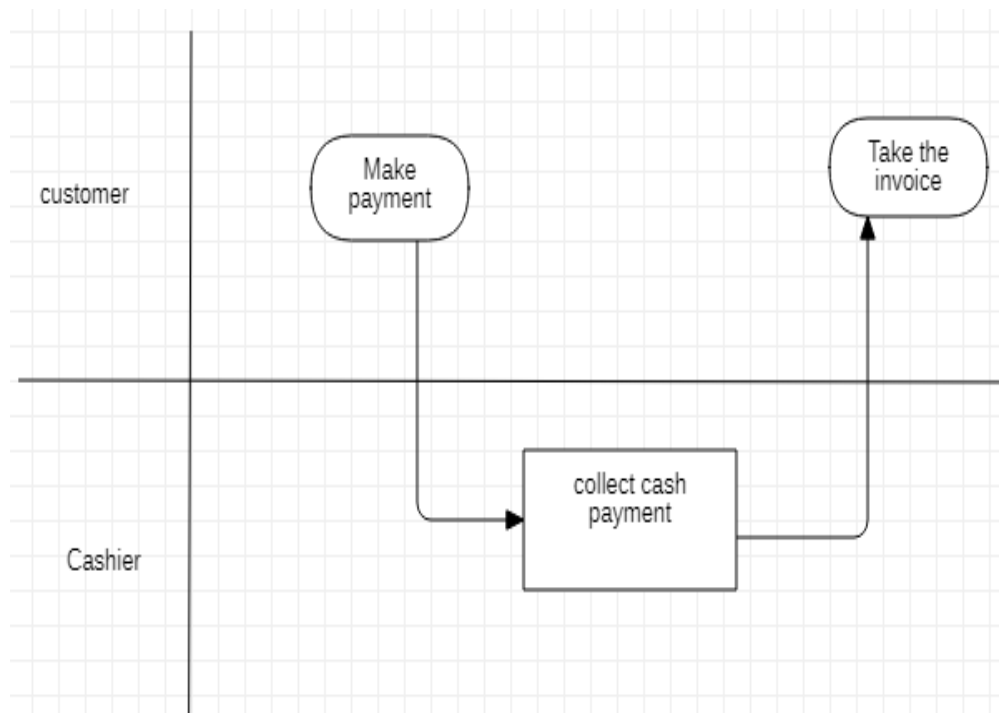 customer
Make
payment
Take the
invoice
Cashier
collect cash
payment